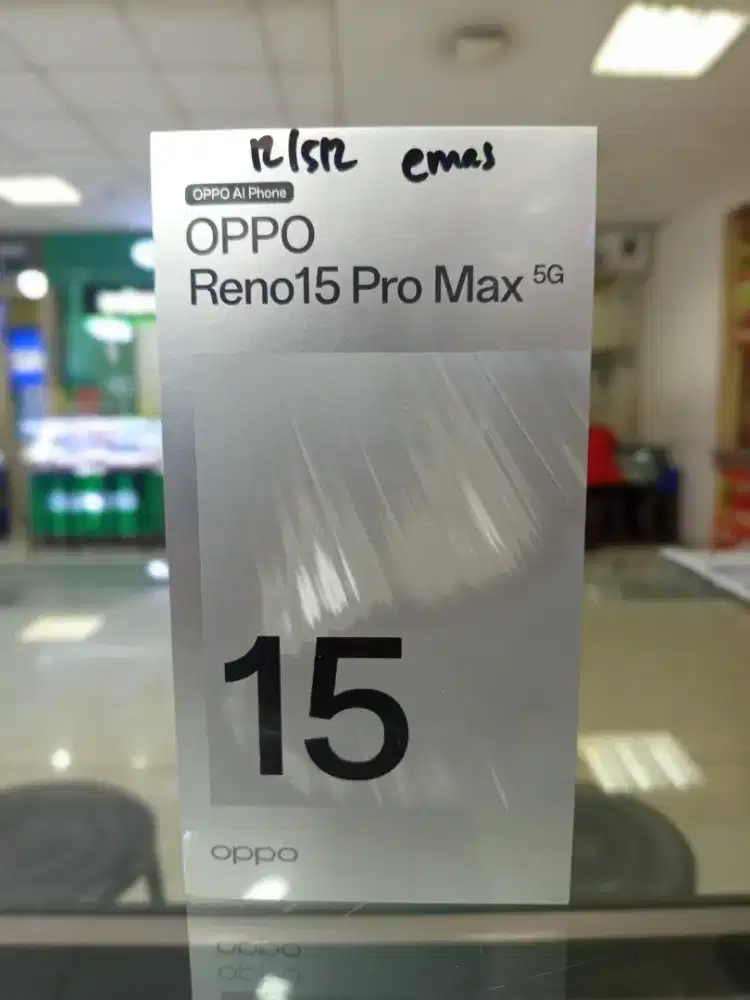 12/512 emas
OPPO AI Phone
OPPO
Reno15 Pro Max 5G
15
oppo